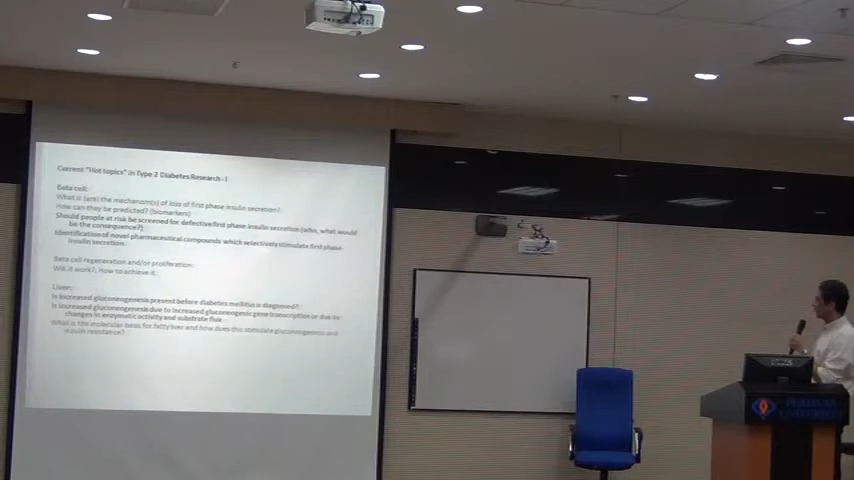 Current "Hot topics" in Type 2 Diabetes Research - I
Beta cell:
What is (are) the mechanism(s) of loss of first phase insulin secretion?
How can they be predicted? (biomarkers)
Should people at risk be screened for defective first phase insulin secretion (who, what would
be the consequence?)
Identification of novel pharmaceutical compounds which selectively stimulate first phase
insulin secretion.
Beta cell regeneration and/or proliferation:
Will it work?; How to achieve it.
Liver:
Is increased gluconeogenesis present before diabetes mellitus is diagnosed?
Is increased gluconeogenesis due to increased gluconeogenic gene transcription or due to
changes in enzymatic activity and substrate flux
What is the molecular basis for fatty liver and how does this stimulate gluconeogenesis and
insulin resistance?
PERDANA
UNIVERSITY